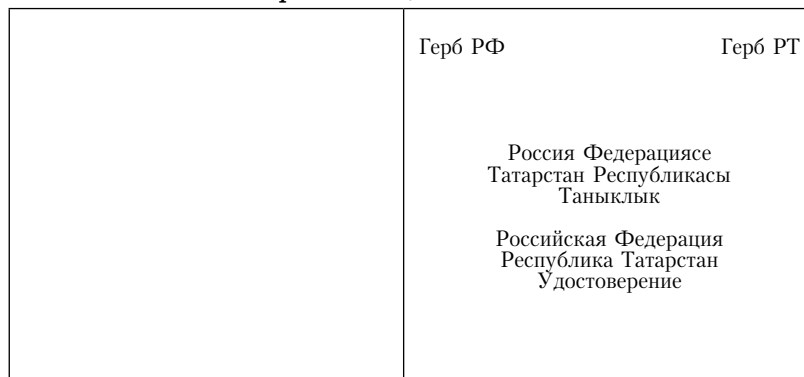 Герб РФ Герб РТ
Россия Федерациясе
Татарстан Республикасы
Таныклык
Российская Федерация
Республика Татарстан
Удостоверение